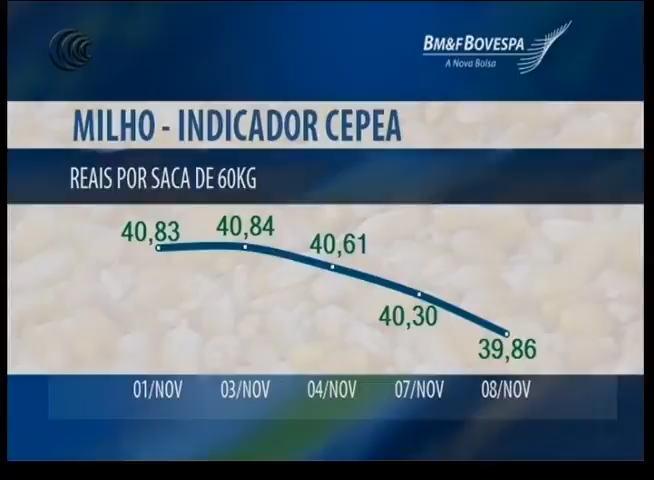 BM&FBOVESPA
A Nova Bolsa
MILHO - INDICADOR CEPEA
REAIS POR SACA DE 60KG
40,83 40,84 40,61 40,30 39,86
01/NOV 03/NOV 04/NOV 07/NOV 08/NOV